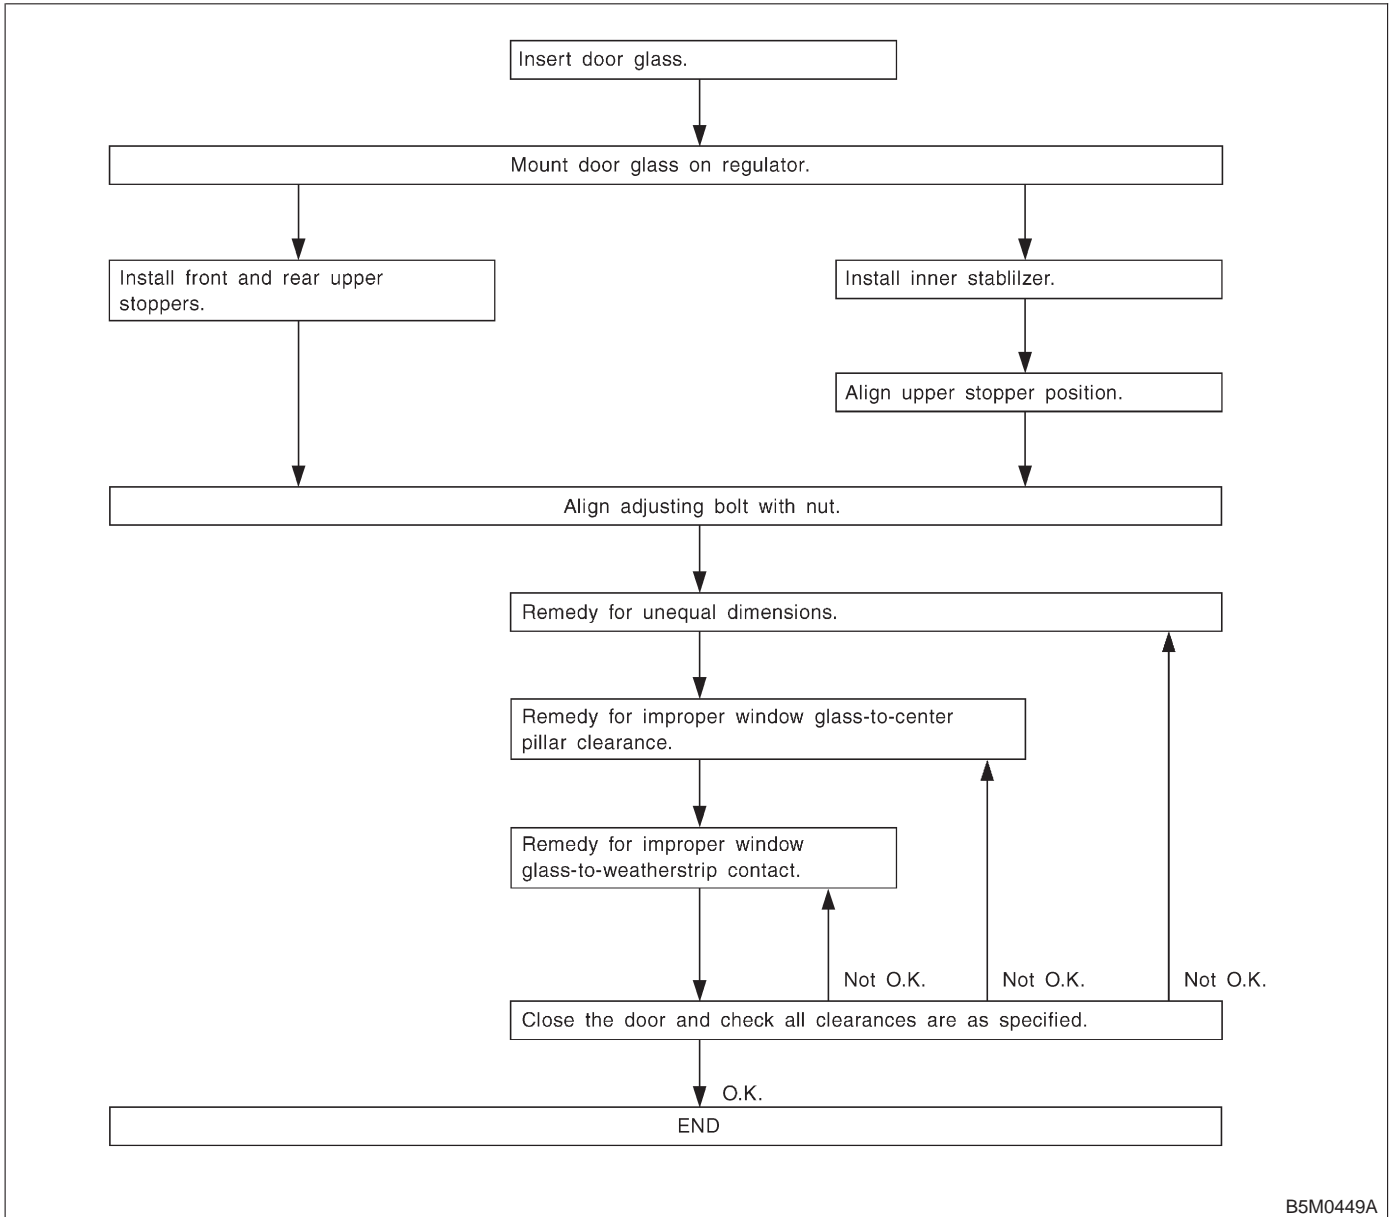 Insert door glass.
Mount door glass on regulator.
Install front and rear upper
stoppers.
Install inner stablilzer.
Align upper stopper position.
Align adjusting bolt with nut.
Remedy for unequal dimensions.
Remedy for improper window glass-to-center
pillar clearance.
Remedy for improper window
glass-to-weatherstrip contact.
Not O.K.
Not O.K.
Not O.K.
Close the door and check all clearances are as specified.
O.K.
END
B5M0449A